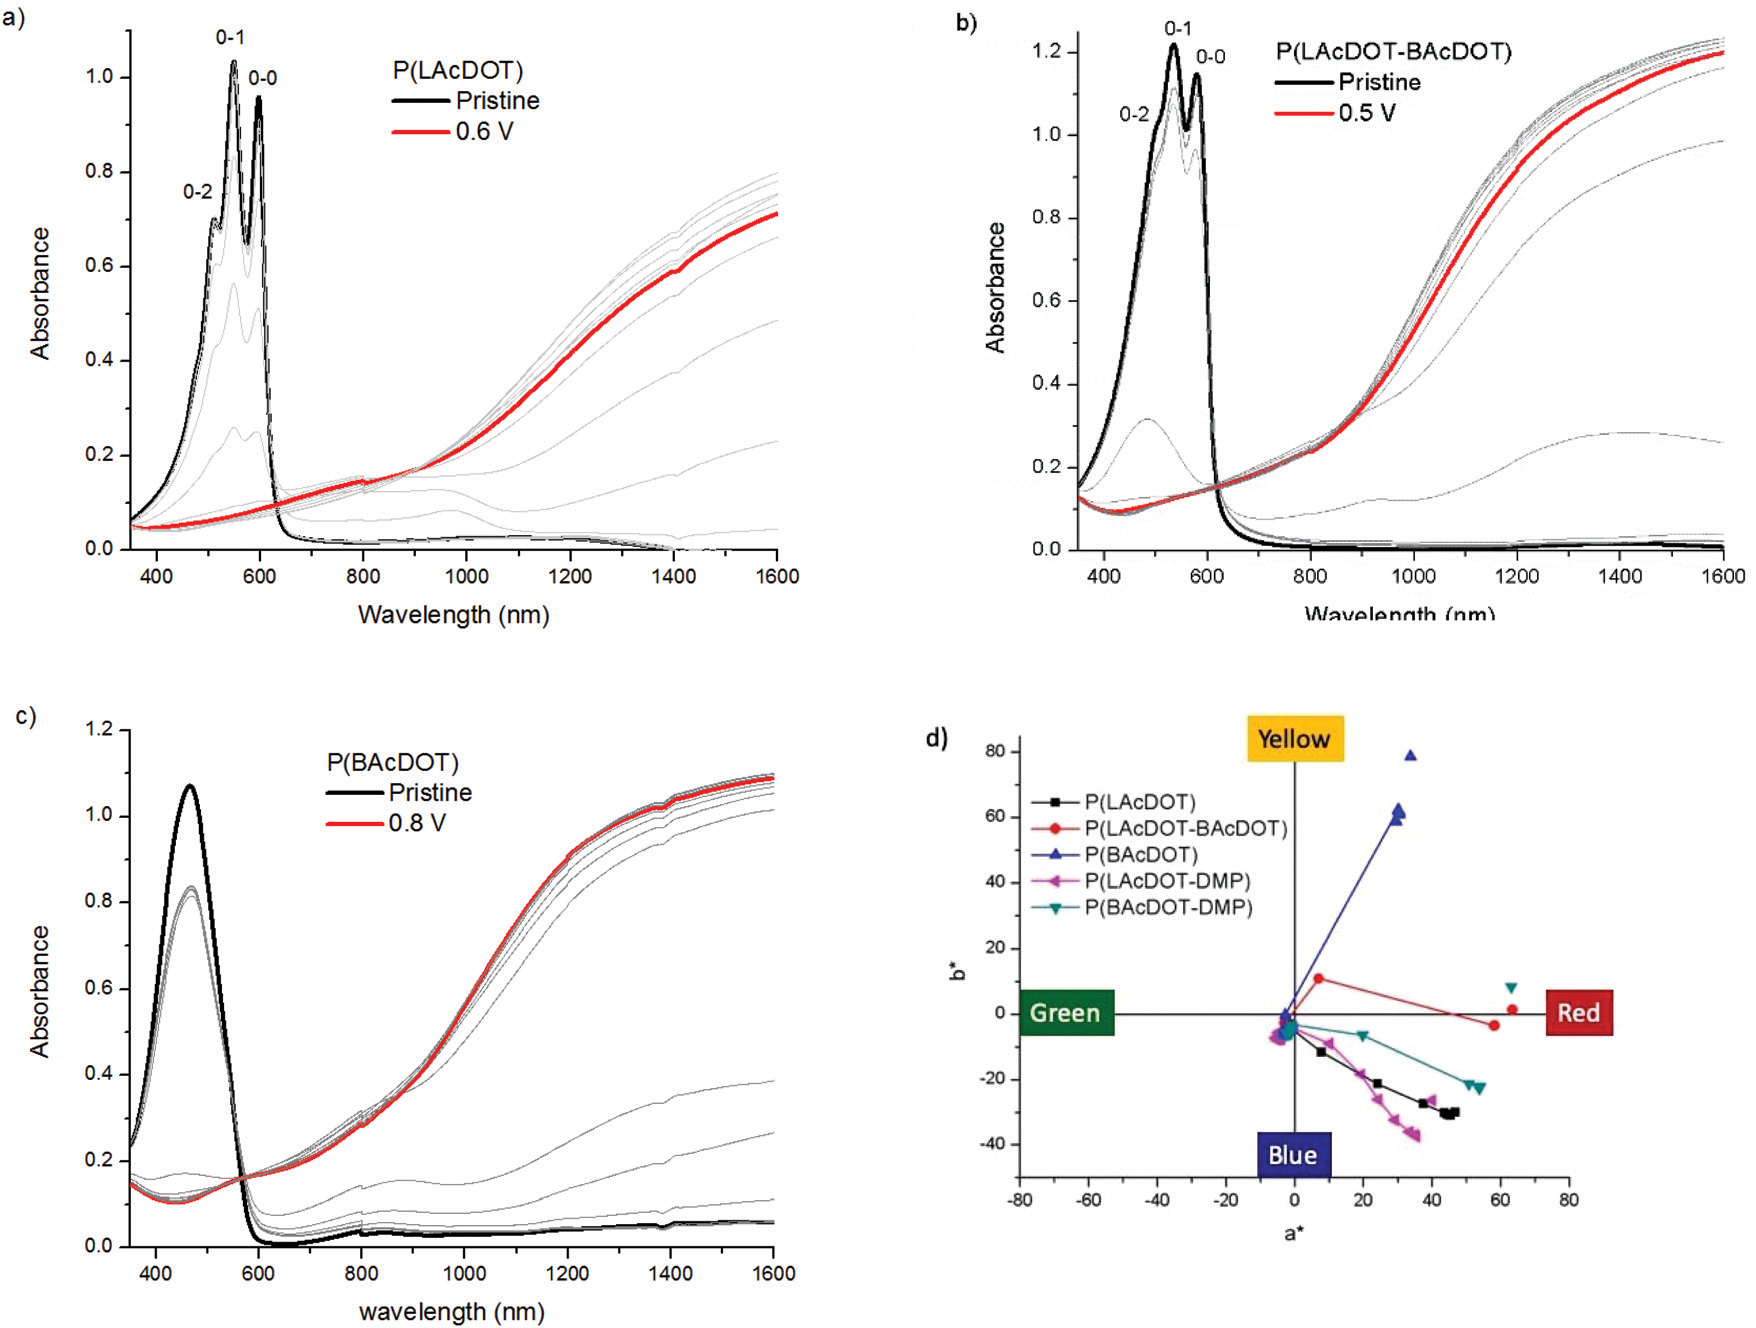 a)
0-1
0-0
0-2
P(LAcDOT)
Pristine
0.6 V
Absorbance
1.0
0.8
0.6
0.4
0.2
0.0
400 600 800 1000 1200 1400 1600
Wavelength (nm)
b)
0-1
0-0
0-2
P(LAcDOT-BAcDOT)
Pristine
0.5 V
Absorbance
1.2
1.0
0.8
0.6
0.4
0.2
0.0
400 600 800 1000 1200 1400 1600
Wavelength (nm)
c)
P(BAcDOT)
Pristine
0.8 V
Absorbance
1.2
1.0
0.8
0.6
0.4
0.2
0.0
400 600 800 1000 1200 1400 1600
wavelength (nm)
d)
Yellow
P(LAcDOT)
P(LAcDOT-BAcDOT)
P(BAcDOT)
P(LAcDOT-DMP)
P(BAcDOT-DMP)
Green
Red
Blue
b*
80
60
40
20
0
-20
-40
-80 -60 -40 -20 0 20 40 60 80
a*